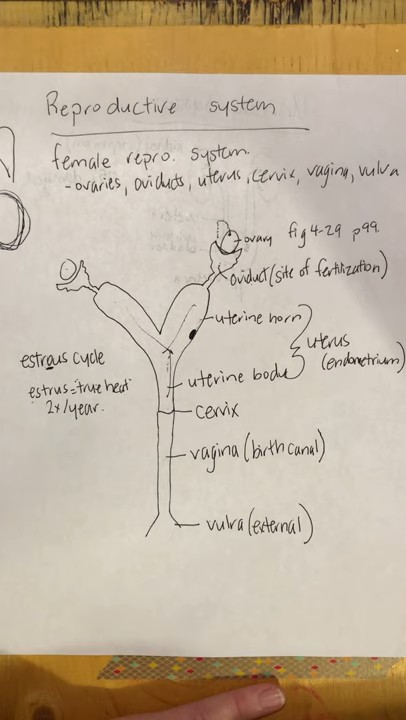 Reproductive system
female repro. system.
- ovaries, oviducts, uterus, cervix, vagina, vulva
ovary fig 4-29 p99
oviduct (site of fertilization)
uterine horn
uterus
(endometrium)
estrous cycle
uterine body
estrus=true heat
2x/year.
cervix
vagina (birth canal)
vulva (external)